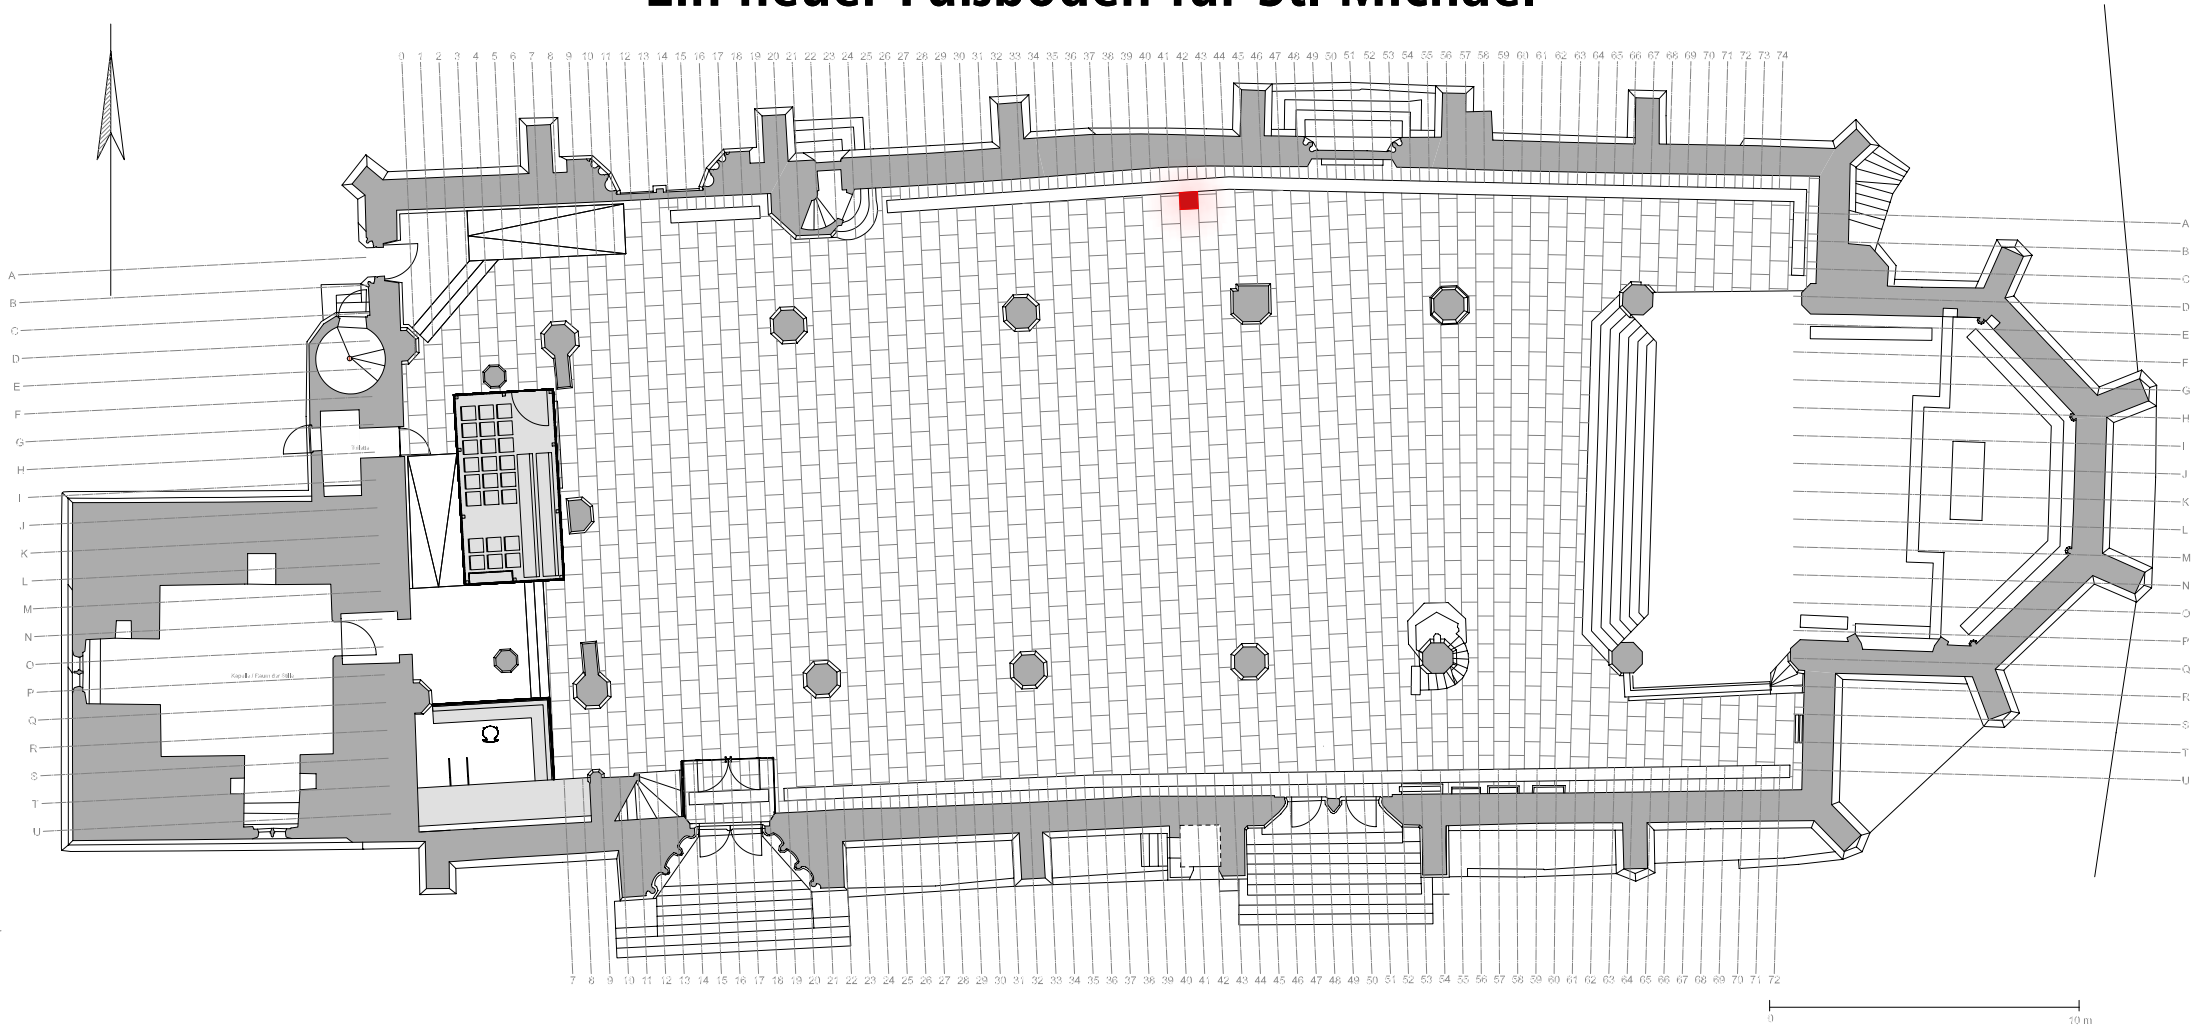 Ein neuer Fußboden für St. Michael
0 1 2 3 4 5 6 7 8 9 10 11 12 13 14 15 16 17 18 19 20 21 22 23 24 25 26 27 28 29 30 31 32 33 34 35 36 37 38 39 40 41 42 43 44 45 46 47 48 49 50 51 52 53 54 55 56 57 58 59 60 61 62 63 64 65 66 67 68 69 70 71 72 73 74
A A
B B
C C
D D
E E
F F
G G
H H
I I
J J
K K
L L
M M
N N
O O
P P
Q Q
R R
S S
T T
U U
Kapelle / Raum der Stille
7 8 9 10 11 12 13 14 15 16 17 18 19 20 21 22 23 24 25 26 27 28 29 30 31 32 33 34 35 36 37 38 39 40 41 42 43 44 45 46 47 48 49 50 51 52 53 54 55 56 57 58 59 60 61 62 63 64 65 66 67 68 69 70 71 72
0 10 m